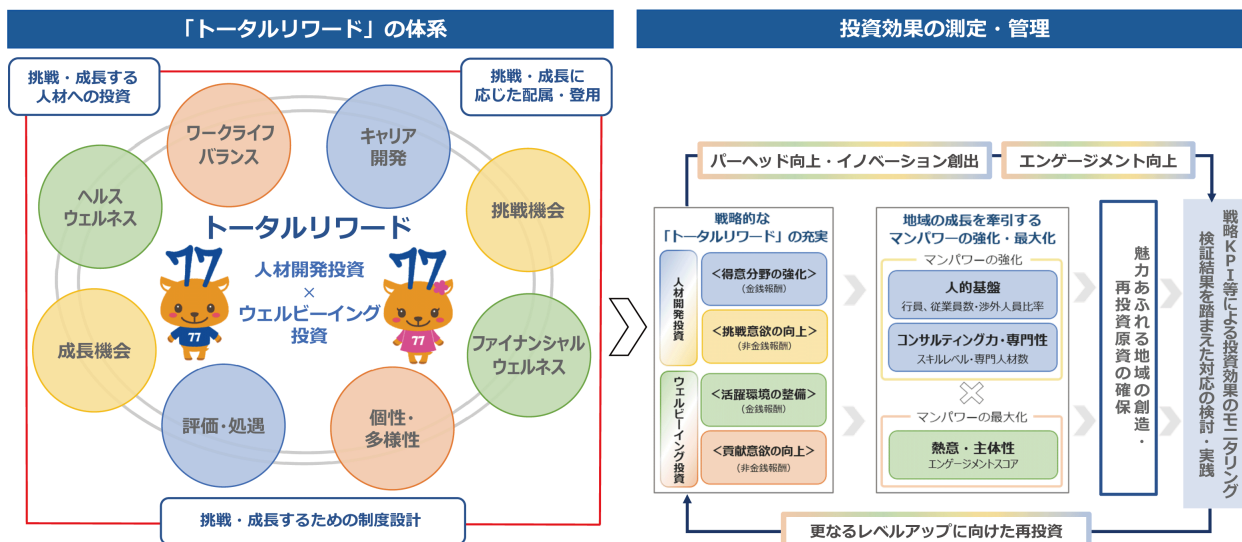 「トータルリワード」の体系
挑戦・成長する
人材への投資
挑戦・成長に
応じた配属・登用
ワークライフ
バランス
キャリア
開発
ヘルス
ウェルネス
挑戦機会
トータルリワード
77
77
人材開発投資
×
ウェルビーイング
投資
77
77
成長機会
ファイナンシャル
ウェルネス
評価・処遇
個性・
多様性
挑戦・成長するための制度設計
投資効果の測定・管理
パーヘッド向上・イノベーション創出
エンゲージメント向上
戦略的な
「トータルリワード」の充実
人材開発投資
<得意分野の強化>
(金銭報酬)
<挑戦意欲の向上>
(非金銭報酬)
ウェルビーイング投資
<活躍環境の整備>
(金銭報酬)
<貢献意欲の向上>
(非金銭報酬)
地域の成長を牽引する
マンパワーの強化・最大化
マンパワーの強化
人的基盤
行員、従業員数・渉外人員比率
コンサルティング力・専門性
スキルレベル・専門人材数
マンパワーの最大化
熱意・主体性
エンゲージメントスコア
魅力あふれる地域の創造・
再投資原資の確保
戦略KPI等による投資効果のモニタリング
検証結果を踏まえた対応の検討・実践
更なるレベルアップに向けた再投資